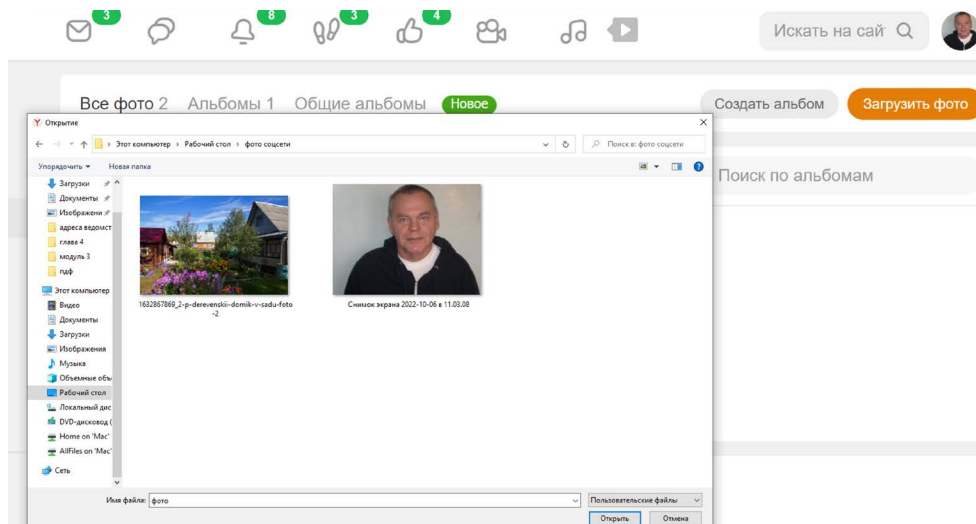 3
8
3
4
Искать на сай
Все фото 2 Альбомы 1 Общие альбомы Новое
Создать альбом Загрузить фото
Открытие
Этот компьютер › Рабочий стол › фото соцсети
Поиск в: фото соцсети
Упорядочить Новая папка
Поиск по альбомам
Загрузки
Документы
Изображени
адреса ведомст
глава 4
модуль 3
пдф
Этот компьютер
Видео
Документы
Загрузки
Изображения
Музыка
Объемные объ
Рабочий стол
Локальный дис
DVD-дисковод (
Home on 'Mac'
AllFiles on 'Mac'
Сеть
1632867869_2-p-derevenskii-domik-v-sadu-foto
-2
Снимок экрана 2022-10-06 в 11.03.08
Имя файла: фото
Пользовательские файлы
Открыть Отмена